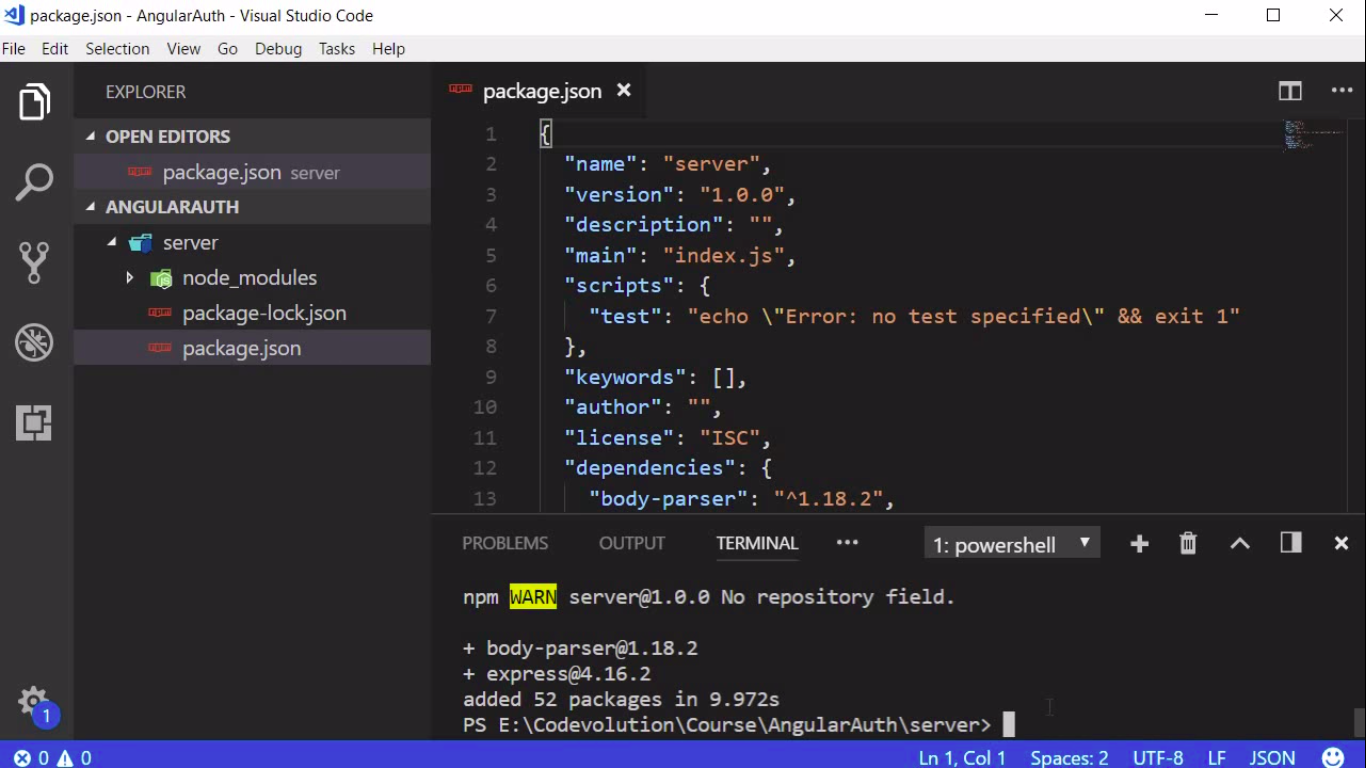 package.json - AngularAuth - Visual Studio Code
File Edit Selection View Go Debug Tasks Help
EXPLORER
OPEN EDITORS
package.json server
ANGULARAUTH
server
node_modules
package-lock.json
package.json
1
package.json
1 {
2 "name": "server",
3 "version": "1.0.0",
4 "description": "",
5 "main": "index.js",
6 "scripts": {
7 "test": "echo \"Error: no test specified\" && exit 1"
8 },
9 "keywords": [],
10 "author": "",
11 "license": "ISC",
12 "dependencies": {
13 "body-parser": "^1.18.2",
PROBLEMS OUTPUT TERMINAL ••• 1: powershell
npm WARN server@1.0.0 No repository field.
+ body-parser@1.18.2
+ express@4.16.2
added 52 packages in 9.972s
PS E:\Codevolution\Course\AngularAuth\server>
0 0 Ln 1, Col 1 Spaces: 2 UTF-8 LF JSON